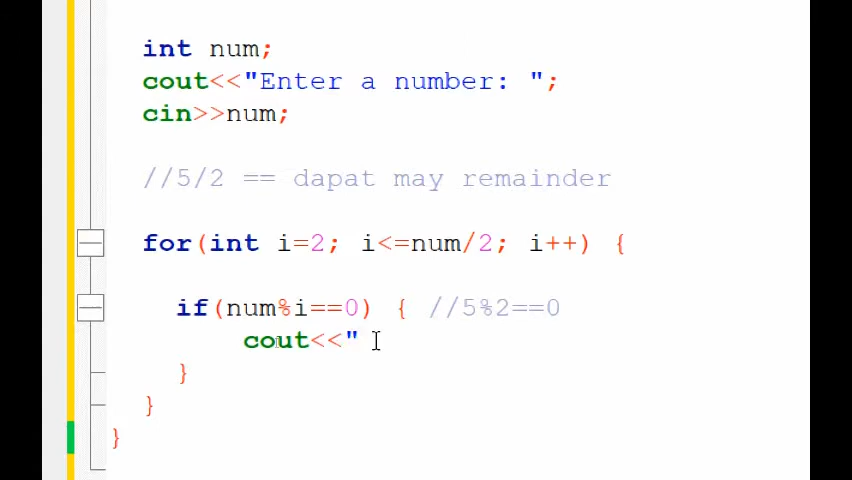 int num;
cout<<"Enter a number: ";
cin>>num;
//5/2 == dapat may remainder
for(int i=2; i<=num/2; i++) {
if(num%i==0) { //5%2==0
cout<<"
}
}
}